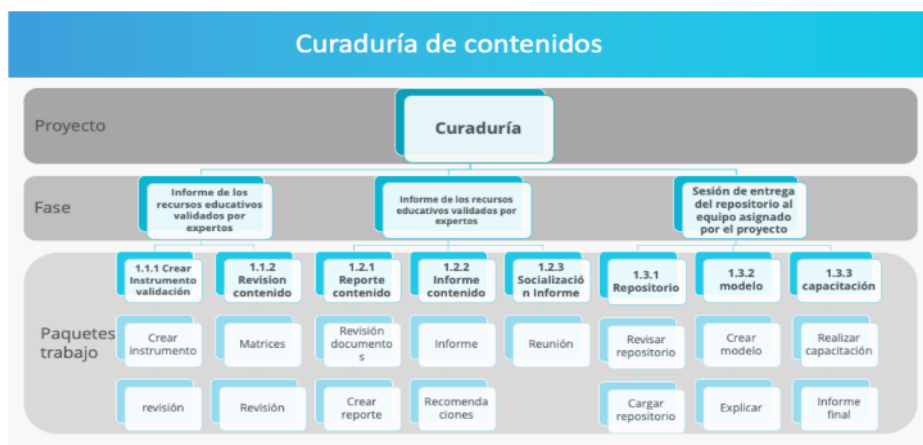 Curaduría de contenidos
Proyecto
Curaduría
Fase
Informe de los
recursos educativos
validados por
expertos
Informe de los recursos
educativos validados por
expertos
Sesión de entrega
del repositorio al
equipo asignado
por el proyecto
Paquetes
trabajo
1.1.1 Crear
Instrumento
validación
1.1.2
Revision
contenido
1.2.1
Reporte
contenido
1.2.2
Informe
contenido
1.2.3
Socializació
n Informe
1.3.1
Repositorio
1.3.2
modelo
1.3.3
capacitación
Crear
instrumento
Matrices
Revisión
documento
s
Informe
Reunión
Revisar
repositorio
Crear
modelo
Realizar
capacitación
revisión
Revisión
Crear
reporte
Recomenda
ciones
Cargar
repositorio
Explicar
Informe
final